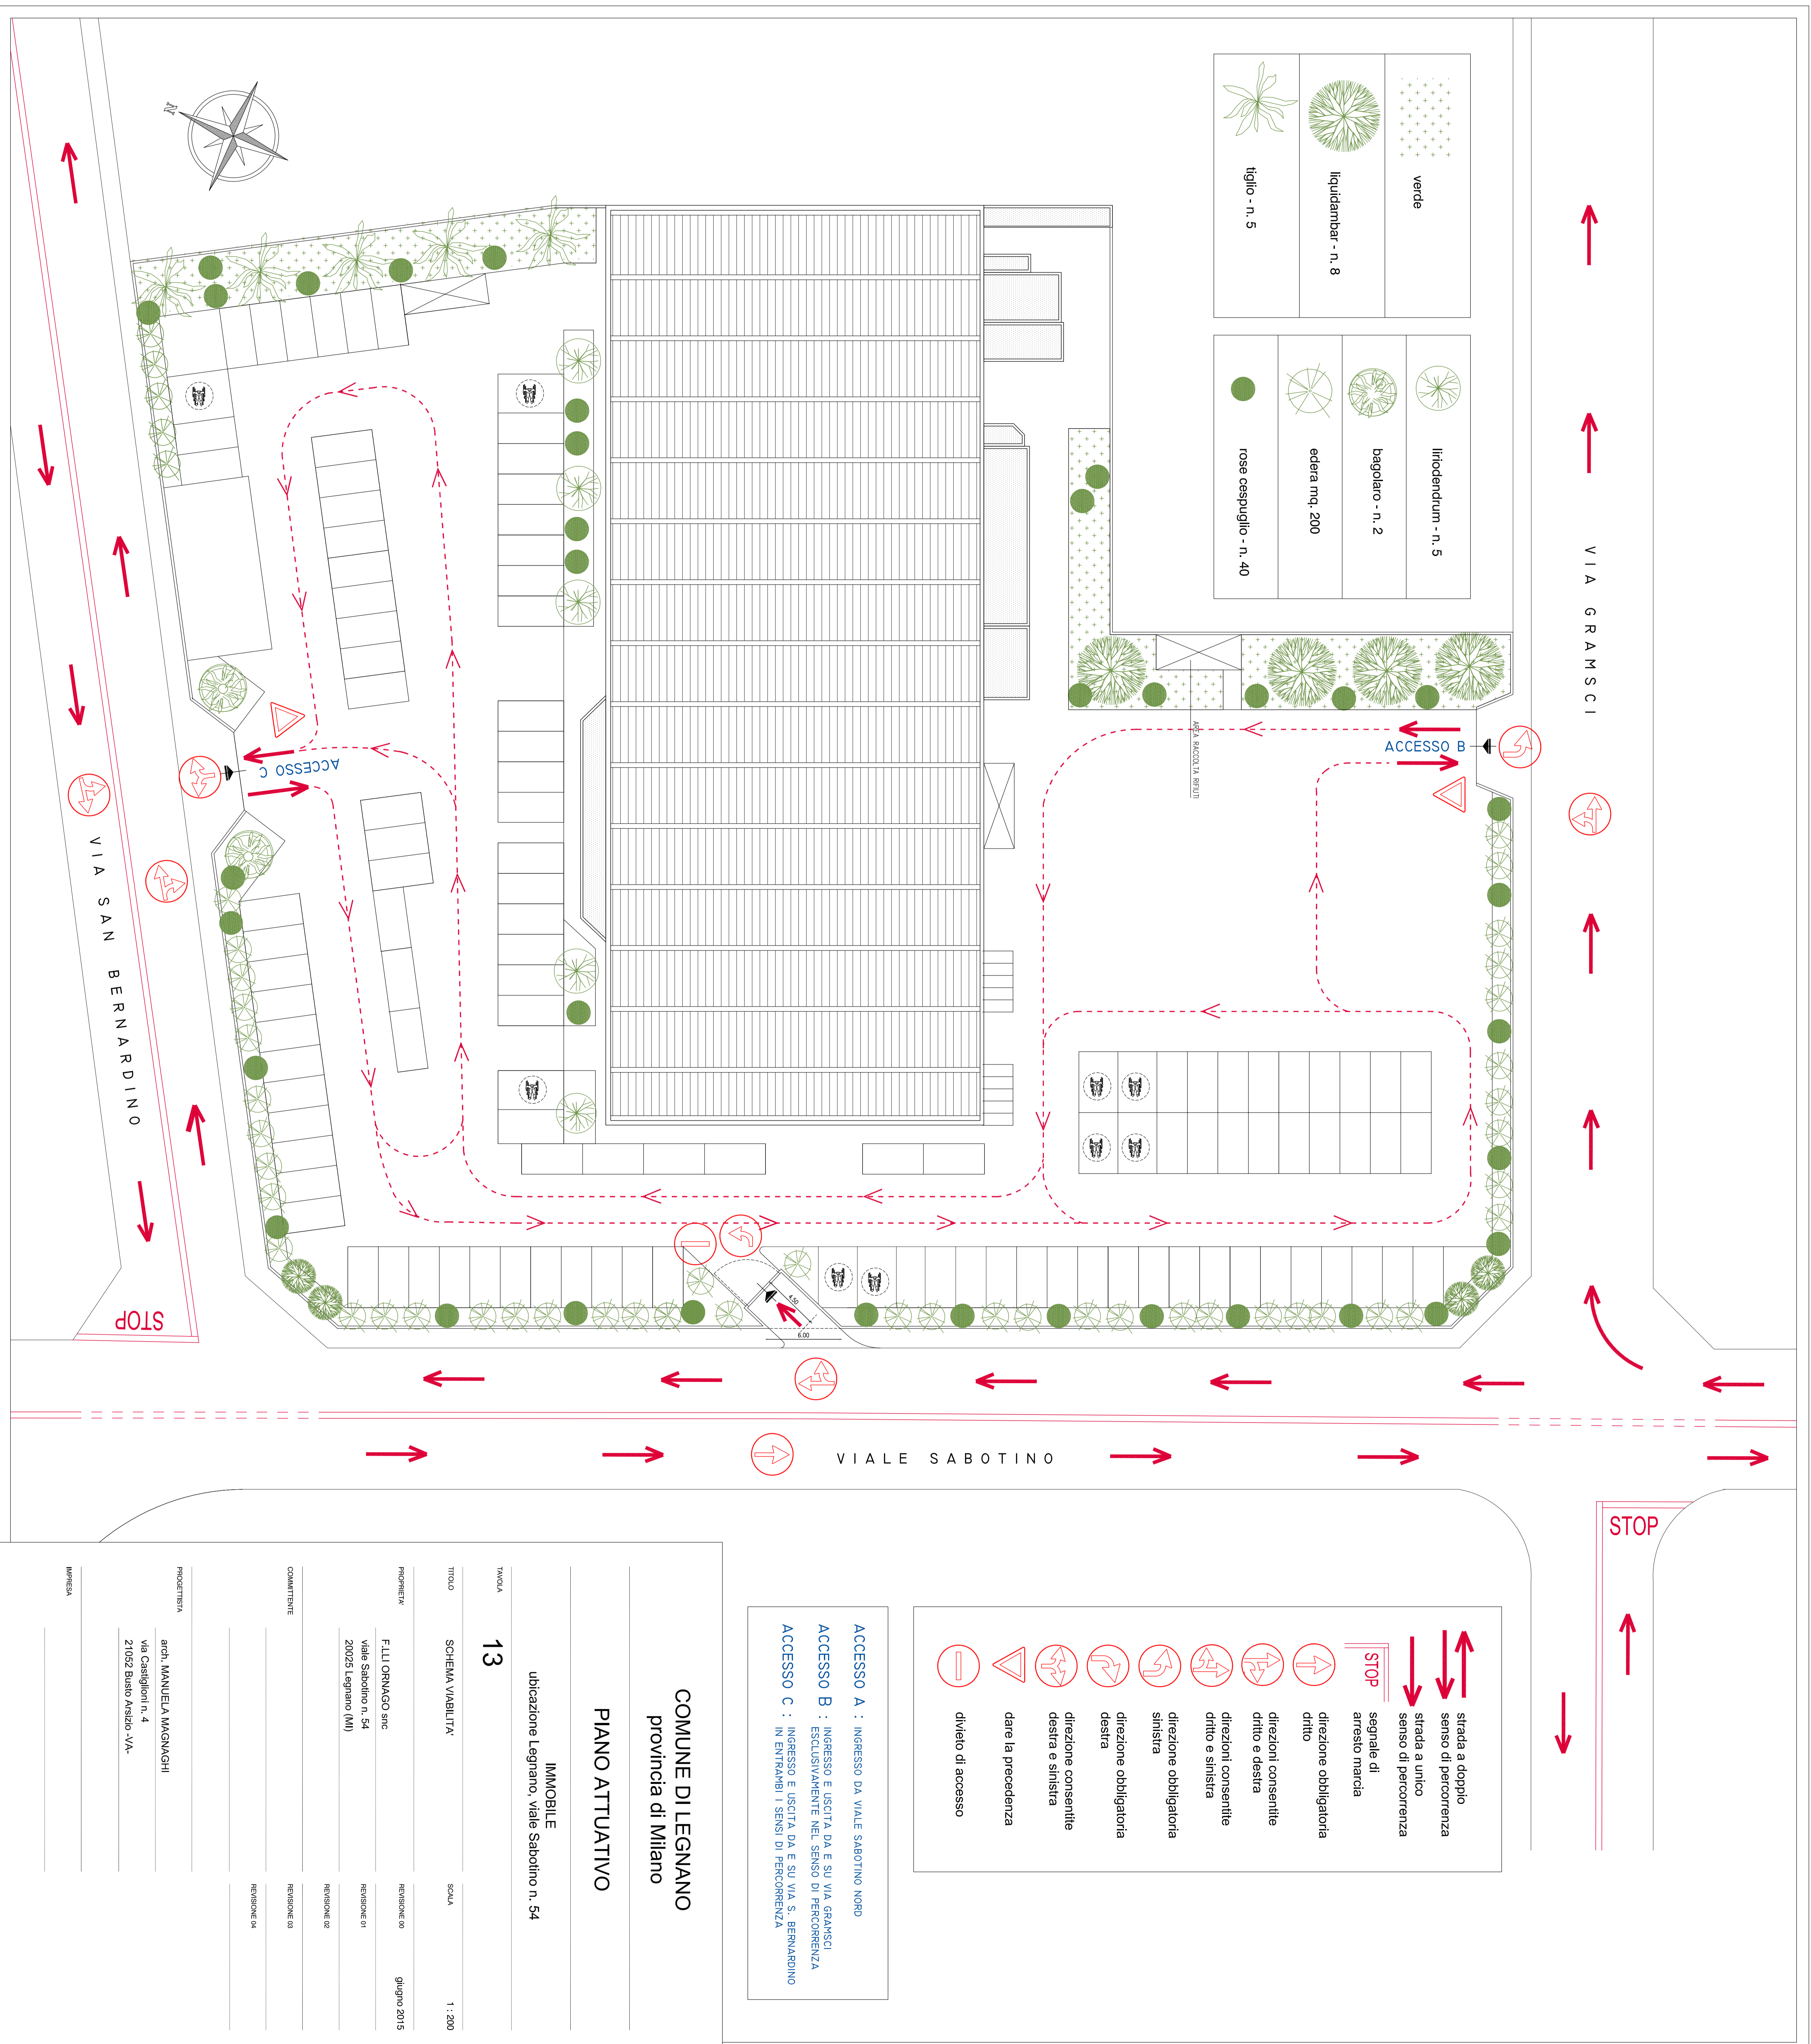 N
verde
liquidambar - n. 8
tiglio - n. 5
liriodendrum - n. 5
bagolaro - n. 2
edera mq. 200
rose cespuglio - n. 40
VIA GRAMSCI
ACCESSO B
AREA RACCOLTA RIFIUTI
ACCESSO C
VIA SAN BERNARDINO
STOP
4.50
6.00
VIALE SABOTINO
STOP
strada a doppio
senso di percorrenza
strada a unico
senso di percorrenza
STOP
segnale di
arresto marcia
direzione obbligatoria
dritto
direzioni consentite
dritto e destra
direzioni consentite
dritto e sinistra
direzione obbligatoria
sinistra
direzione obbligatoria
destra
direzione consentite
destra e sinistra
dare la precedenza
divieto di accesso
ACCESSO A : INGRESSO DA VIALE SABOTINO NORD
ACCESSO B : INGRESSO E USCITA DA E SU VIA GRAMSCI
ESCLUSIVAMENTE NEL SENSO DI PERCORRENZA
ACCESSO C : INGRESSO E USCITA DA E SU VIA S. BERNARDINO
IN ENTRAMBI I SENSI DI PERCORRENZA
COMUNE DI LEGNANO
provincia di Milano
PIANO ATTUATIVO
IMMOBILE
ubicazione Legnano, viale Sabotino n. 54
TAVOLA
13
TITOLO
SCHEMA VIABILITA'
SCALA
1 : 200
PROPRIETA'
F.LLI ORNAGO snc
viale Sabotino n. 54
20025 Legnano (MI)
REVISIONE 00
giugno 2015
REVISIONE 01
REVISIONE 02
COMMITTENTE
REVISIONE 03
REVISIONE 04
PROGETTISTA
arch. MANUELA MAGNAGHI
via Castiglioni n. 4
21052 Busto Arsizio -VA-
IMPRESA